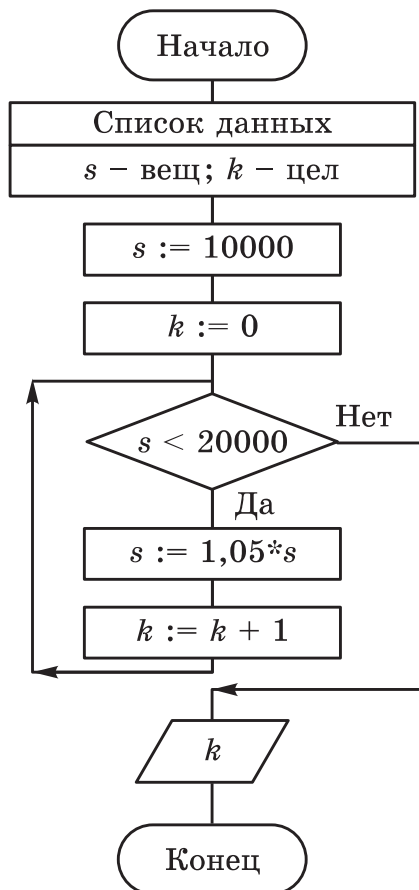 Начало
Список данных
s – вещ; k – цел
s := 10000
k := 0
s < 20000
Нет
Да
s := 1,05*s
k := k + 1
k
Конец